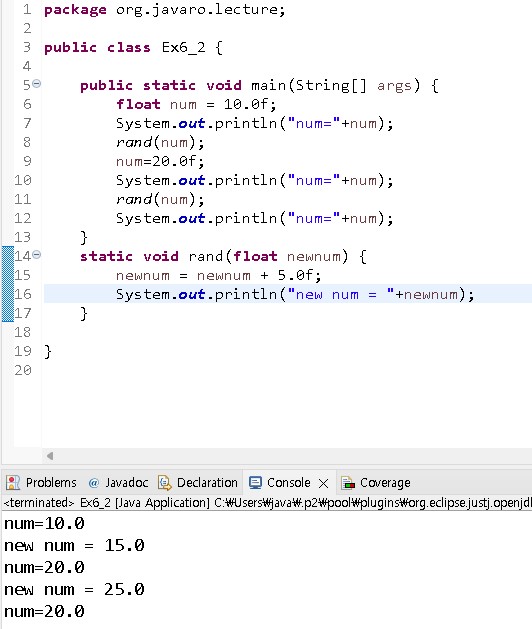 1 package org.javaro.lecture;
2
3 public class Ex6_2 {
4
5 public static void main(String[] args) {
6 float num = 10.0f;
7 System.out.println("num="+num);
8 rand(num);
9 num=20.0f;
10 System.out.println("num="+num);
11 rand(num);
12 System.out.println("num="+num);
13 }
14 static void rand(float newnum) {
15 newnum = newnum + 5.0f;
16 System.out.println("new num = "+newnum);
17 }
18
19 }
20
Problems @ Javadoc Declaration Console Coverage
<terminated> Ex6_2 [Java Application] C:₩Users₩java₩.p2₩pool₩plugins₩org.eclipse.justj.openjdl
num=10.0
new num = 15.0
num=20.0
new num = 25.0
num=20.0